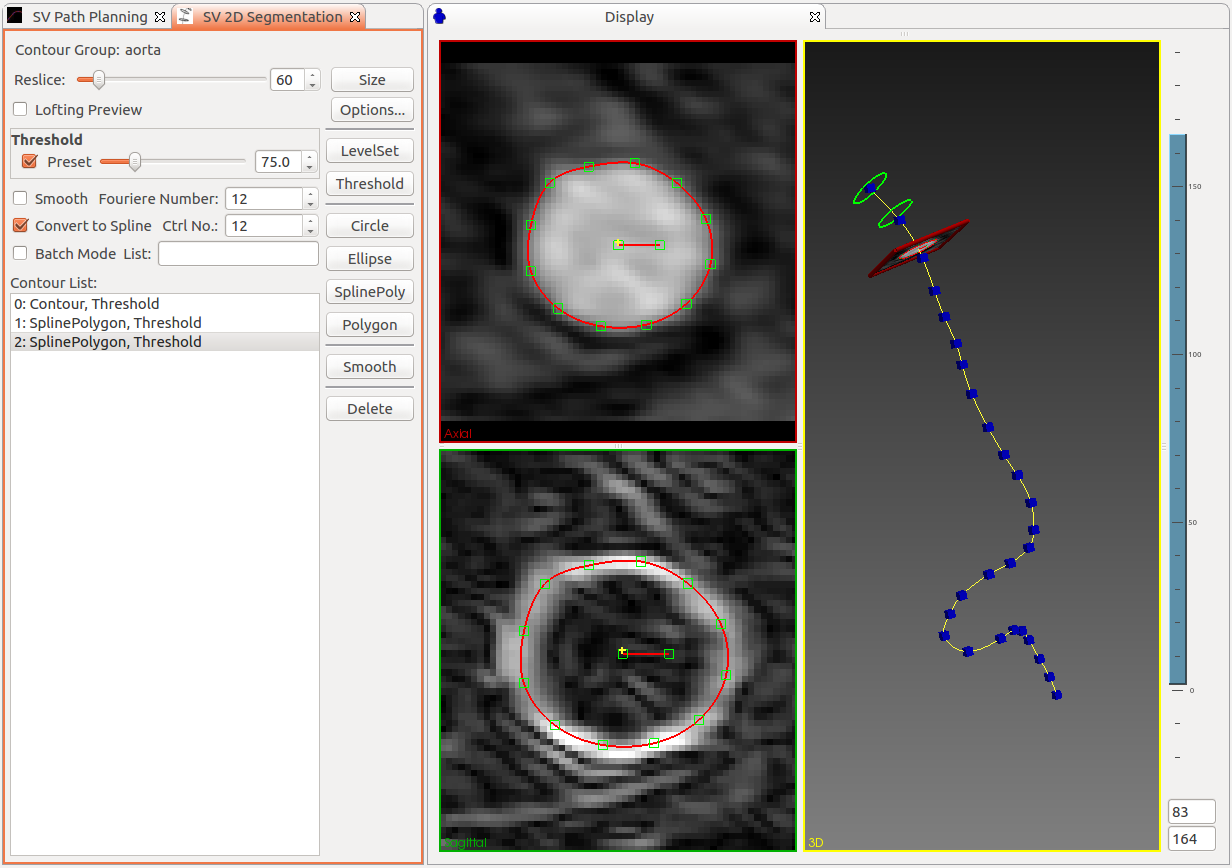 SV Path Planning
SV 2D Segmentation
Display
Contour Group: aorta
Reslice:
60
Size
Lofting Preview
Options...
Threshold
Preset
75.0
LevelSet
Threshold
Smooth
Fouriere Number:
12
Convert to Spline
Ctrl No.:
12
Circle
Batch Mode
List:
Ellipse
Contour List:
SplinePoly
0: Contour, Threshold
1: SplinePolygon, Threshold
Polygon
2: SplinePolygon, Threshold
Smooth
Delete
Axial
Sagittal
3D
150
100
50
0
83
164